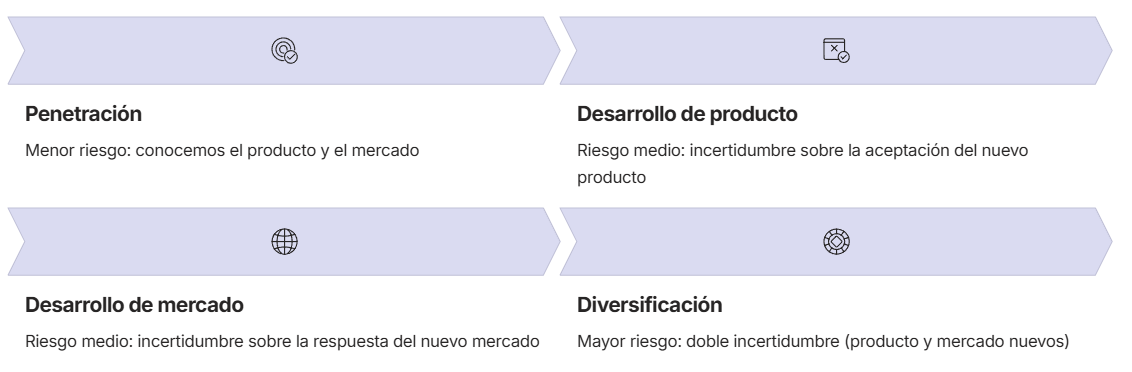 Penetración
Menor riesgo: conocemos el producto y el mercado
Desarrollo de producto
Riesgo medio: incertidumbre sobre la aceptación del nuevo
producto
Desarrollo de mercado
Riesgo medio: incertidumbre sobre la respuesta del nuevo mercado
Diversificación
Mayor riesgo: doble incertidumbre (producto y mercado nuevos)